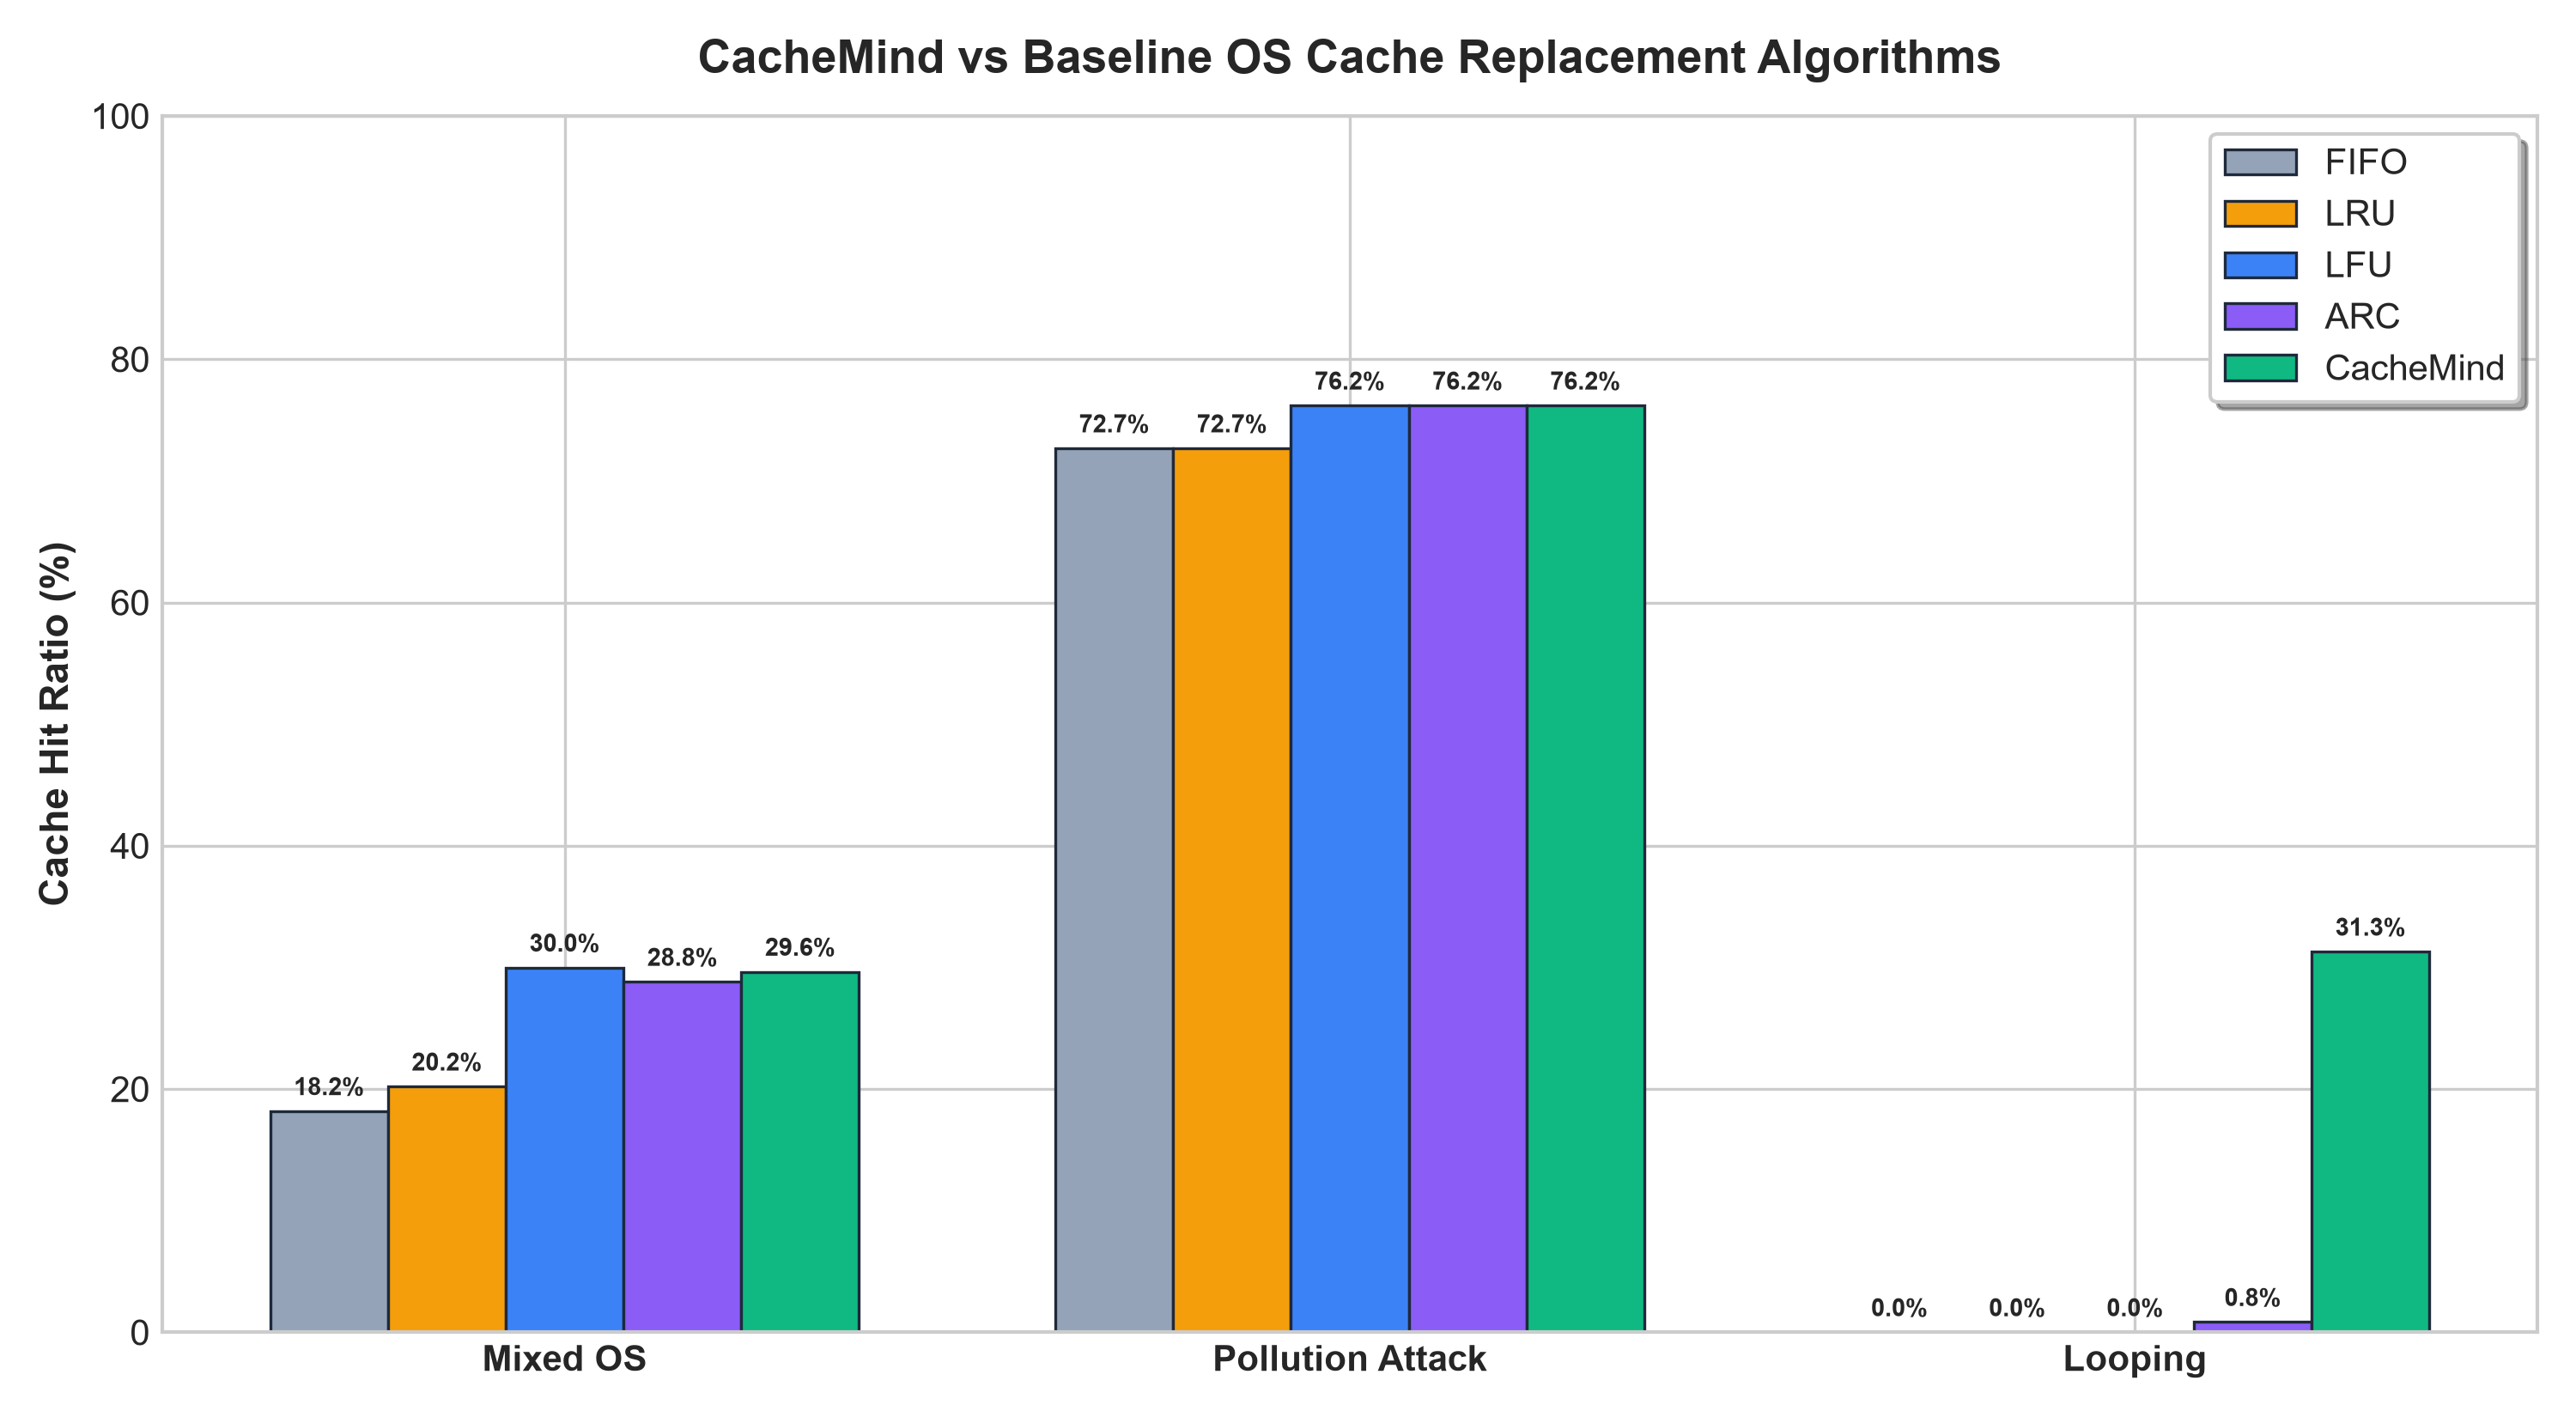 CacheMind vs Baseline OS Cache Replacement Algorithms
Cache Hit Ratio (%)
100
80
60
40
20
0
FIFO
LRU
LFU
ARC
CacheMind
18.2%
20.2%
30.0%
28.8%
29.6%
72.7%
72.7%
76.2%
76.2%
76.2%
0.0%
0.0%
0.0%
0.8%
31.3%
Mixed OS
Pollution Attack
Looping